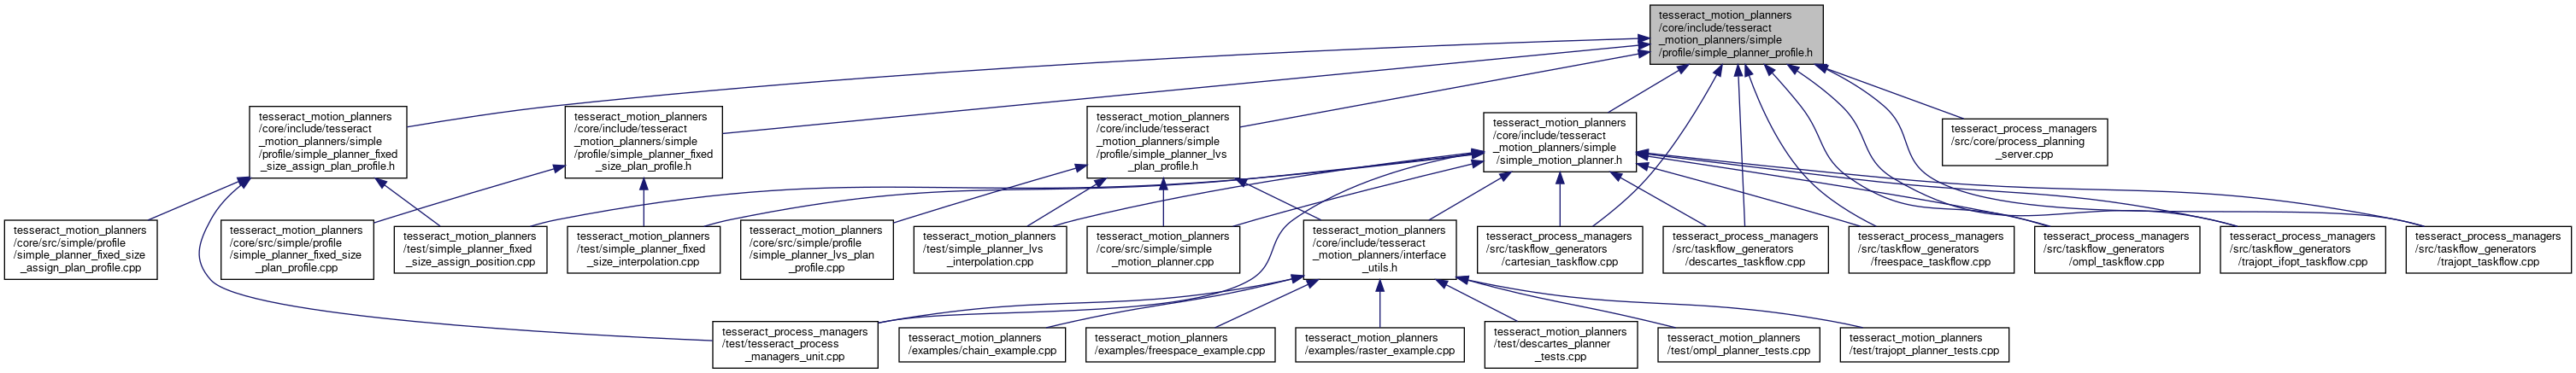 tesseract_motion_planners
/core/include/tesseract
_motion_planners/simple
/profile/simple_planner_profile.h
tesseract_motion_planners
/core/include/tesseract
_motion_planners/simple
/profile/simple_planner_fixed
_size_assign_plan_profile.h
tesseract_motion_planners
/core/include/tesseract
_motion_planners/simple
/profile/simple_planner_fixed
_size_plan_profile.h
tesseract_motion_planners
/core/include/tesseract
_motion_planners/simple
/profile/simple_planner_lvs
_plan_profile.h
tesseract_motion_planners
/core/include/tesseract
_motion_planners/simple
/simple_motion_planner.h
tesseract_process_managers
/src/core/process_planning
_server.cpp
tesseract_motion_planners
/core/src/simple/profile
/simple_planner_fixed_size
_assign_plan_profile.cpp
tesseract_motion_planners
/core/src/simple/profile
/simple_planner_fixed_size
_plan_profile.cpp
tesseract_motion_planners
/test/simple_planner_fixed
_size_assign_position.cpp
tesseract_motion_planners
/test/simple_planner_fixed
_size_interpolation.cpp
tesseract_motion_planners
/core/src/simple/profile
/simple_planner_lvs_plan
_profile.cpp
tesseract_motion_planners
/test/simple_planner_lvs
_interpolation.cpp
tesseract_motion_planners
/core/src/simple/simple
_motion_planner.cpp
tesseract_motion_planners
/core/include/tesseract
_motion_planners/interface
_utils.h
tesseract_process_managers
/src/taskflow_generators
/cartesian_taskflow.cpp
tesseract_process_managers
/src/taskflow_generators
/descartes_taskflow.cpp
tesseract_process_managers
/src/taskflow_generators
/freespace_taskflow.cpp
tesseract_process_managers
/src/taskflow_generators
/ompl_taskflow.cpp
tesseract_process_managers
/src/taskflow_generators
/trajopt_ifopt_taskflow.cpp
tesseract_process_managers
/src/taskflow_generators
/trajopt_taskflow.cpp
tesseract_process_managers
/test/tesseract_process
_managers_unit.cpp
tesseract_motion_planners
/examples/chain_example.cpp
tesseract_motion_planners
/examples/freespace_example.cpp
tesseract_motion_planners
/examples/raster_example.cpp
tesseract_motion_planners
/test/descartes_planner
_tests.cpp
tesseract_motion_planners
/test/ompl_planner_tests.cpp
tesseract_motion_planners
/test/trajopt_planner_tests.cpp